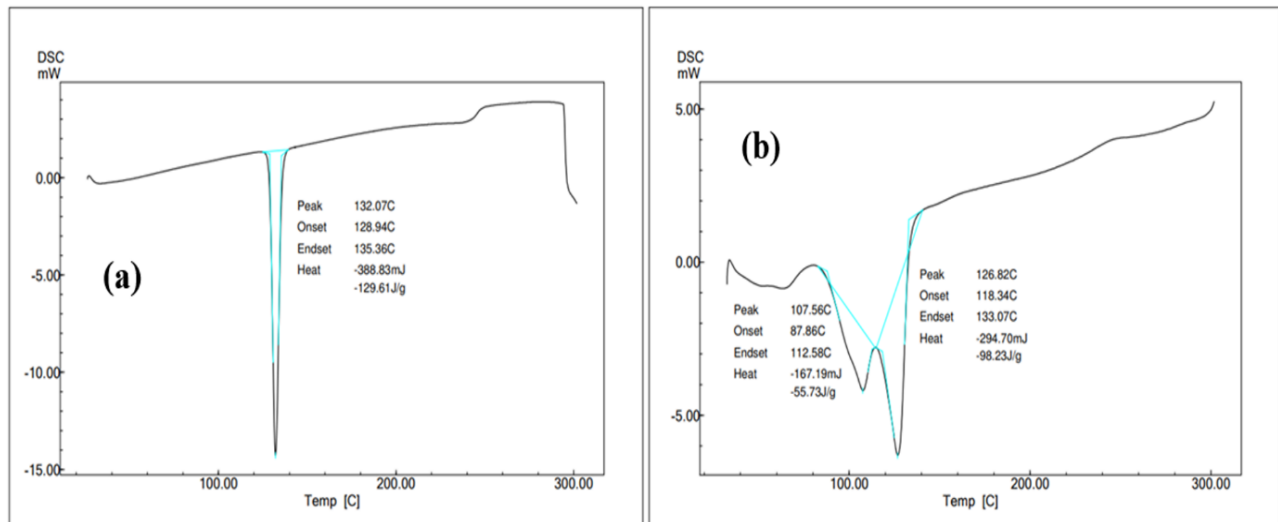 DSC
mW
0.00
-5.00
-10.00
-15.00
(a)
Peak 132.07C
Onset 128.94C
Endset 135.36C
Heat -388.83mJ
-129.61J/g
100.00 200.00 300.00
Temp [C]
DSC
mW
5.00
0.00
-5.00
(b)
Peak 107.56C
Onset 87.86C
Endset 112.58C
Heat -167.19mJ
-55.73J/g
Peak 126.82C
Onset 118.34C
Endset 133.07C
Heat -294.70mJ
-98.23J/g
100.00 200.00 300.00
Temp [C]